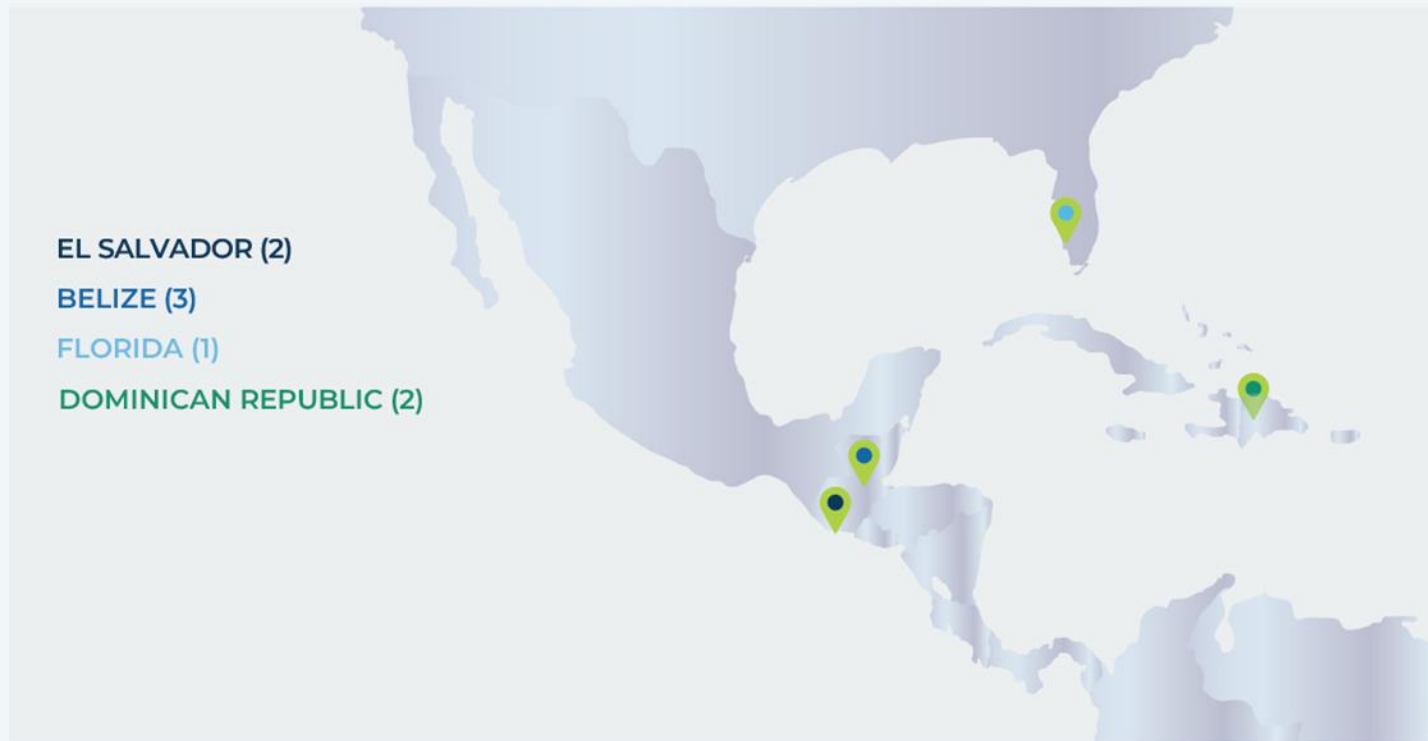 EL SALVADOR (2)
BELIZE (3)
FLORIDA (1)
DOMINICAN REPUBLIC (2)